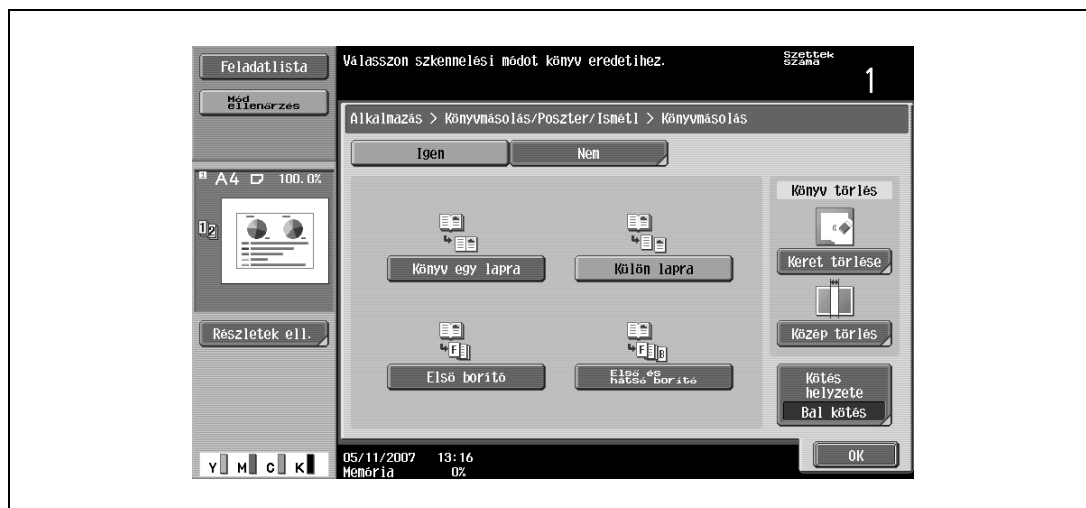 Feladatlista
Mód
ellenőrzés
Válasszon szkennelési módot könyv eredetihez.
Szettek
száma
1
Alkalmazás > Könyvmásolás/Poszter/Ismétl > Könyvmásolás
Igen
Nem
A4 100.0%
12
Könyv egy lapra
Külön lapra
F
F B
Első borító
Első és
hátsó borító
Könyv törlés
Keret törlése
Közép törlés
Kötés
helyzete
Bal kötés
Részletek ell.
Y M C K
05/11/2007 13:16
Memória 0%
OK